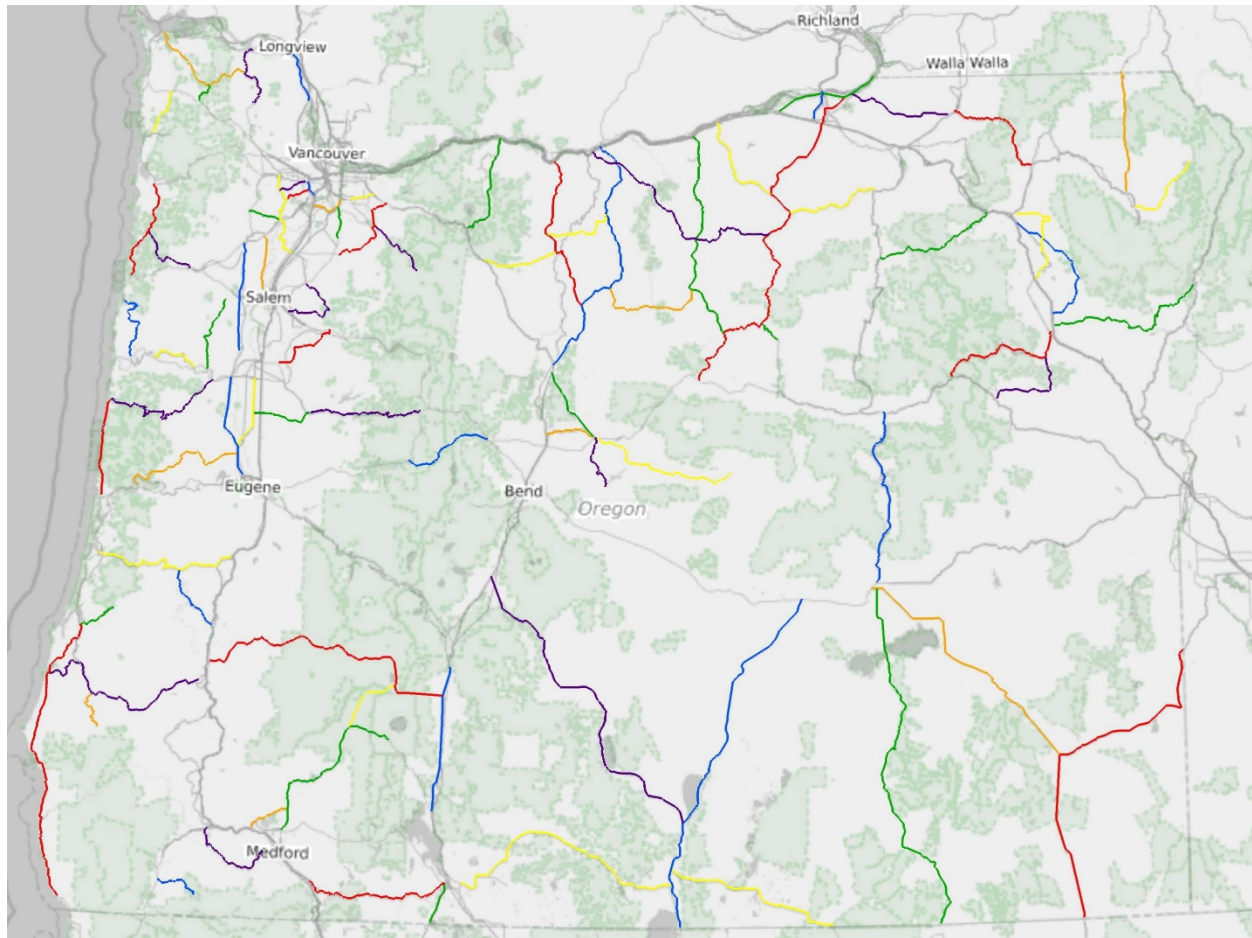 Richland
Longview
Walla Walla
Vancouver
Salem
Eugene
Bend
Oregon
Medford